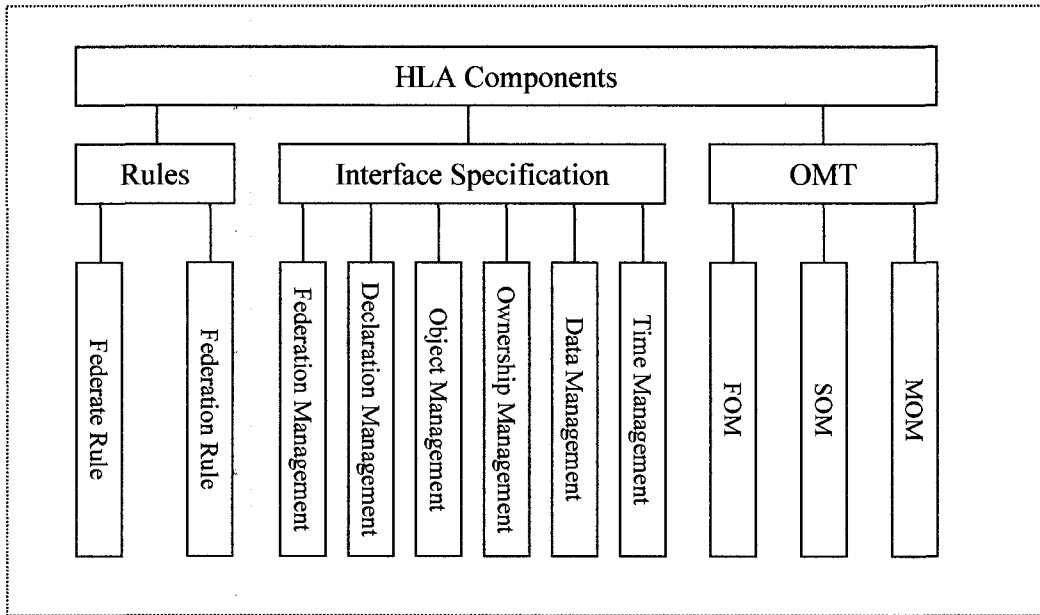 HLA Components
Rules
Interface Specification
OMT
Federate Rule
Federation Rule
Federation Management
Declaration Management
Object Management
Ownership Management
Data Management
Time Management
FOM
SOM
MOM